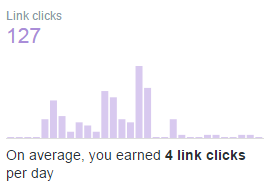 Link clicks
127
On average, you earned 4 link clicks
per day